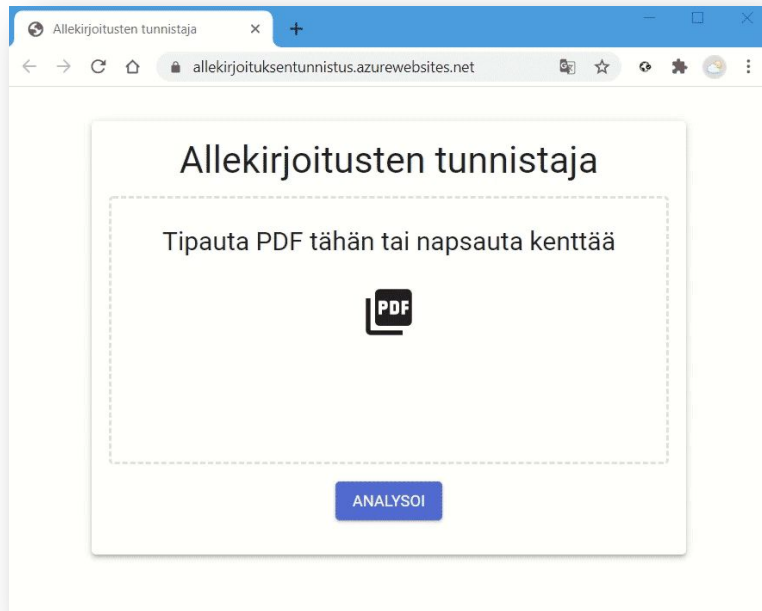 Allekirjoitusten tunnistaja
allekirjoituksentunnistus.azurewebsites.net
Allekirjoitusten tunnistaja
Tipauta PDF tähän tai napsauta kenttää
PDF
ANALYSOI